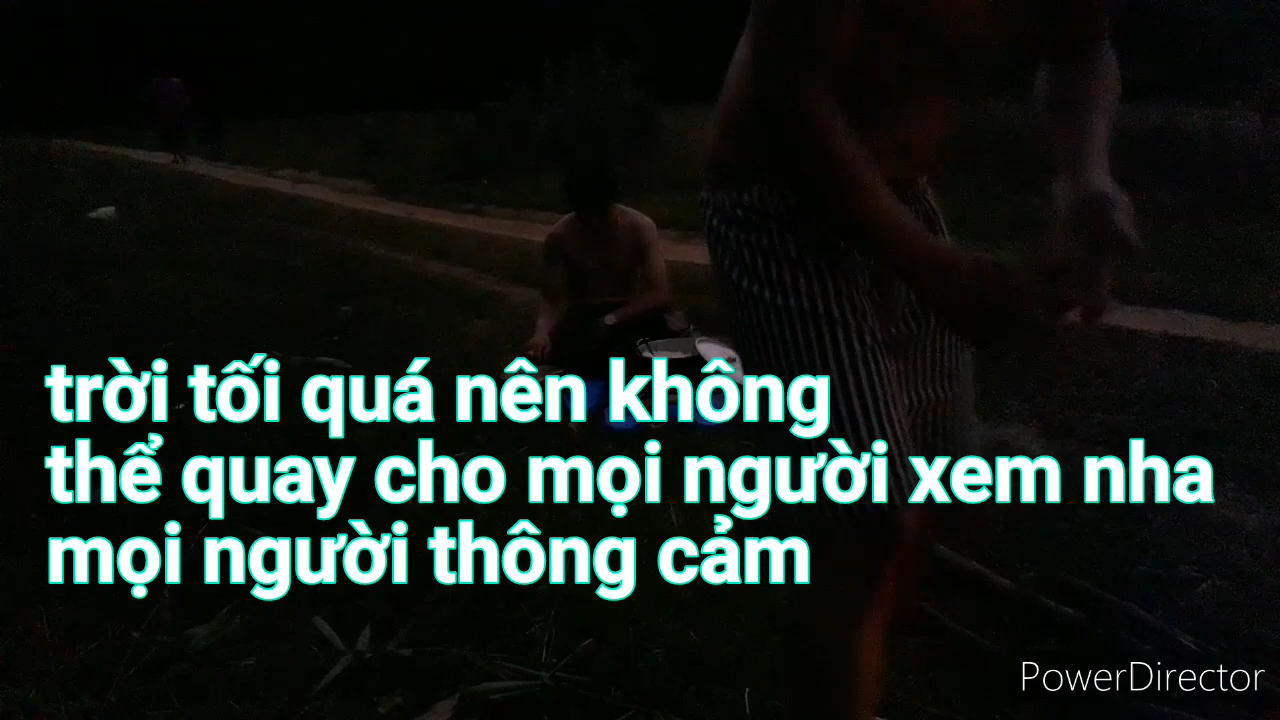 trời tối quá nên không
thể quay cho mọi người xem nha
mọi người thông cảm
PowerDirector